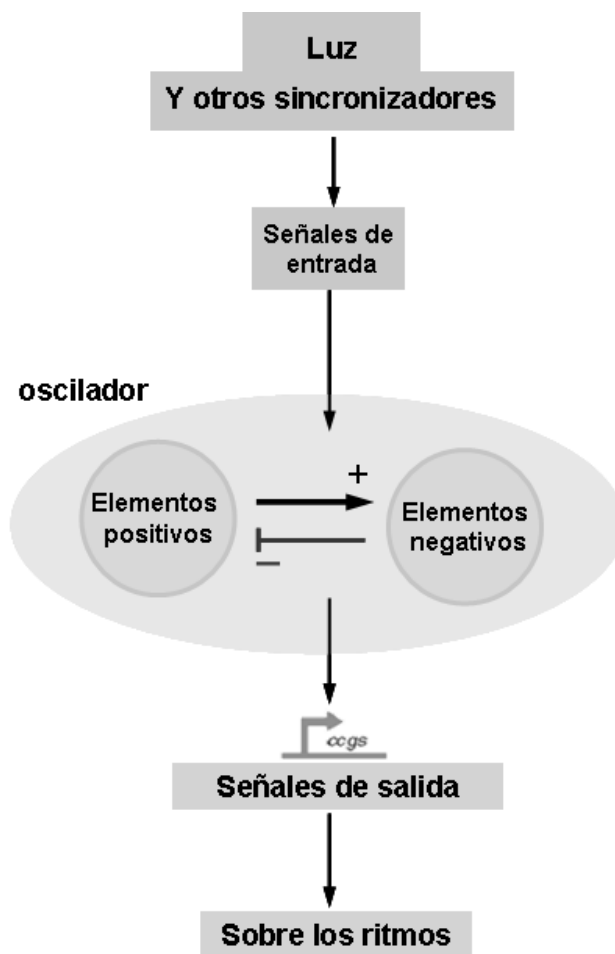 Luz
Y otros sincronizadores
Señales de
entrada
oscilador
+
Elementos
positivos
Elementos
negativos
–
ccgs
Señales de salida
Sobre los ritmos